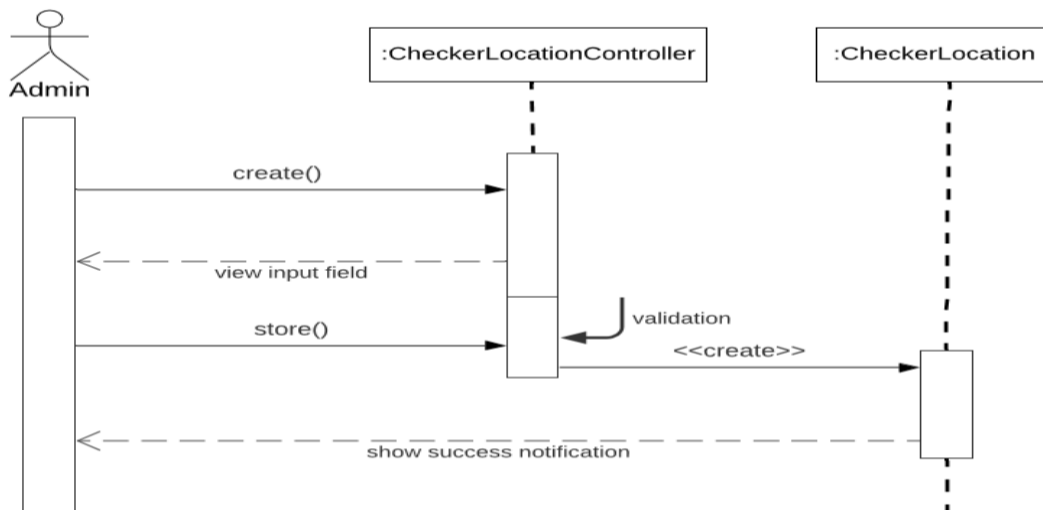 :CheckerLocationController
:CheckerLocation
Admin
create()
view input field
store()
validation
<<create>>
show success notification